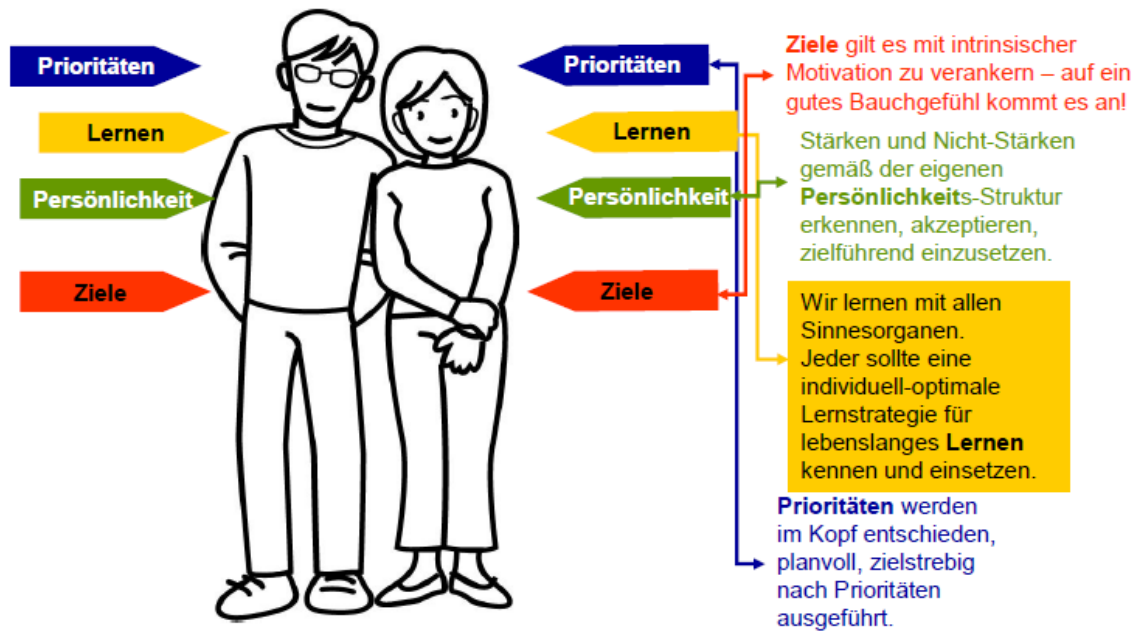 Prioritäten
Lernen
Persönlichkeit
Ziele
Prioritäten
Lernen
Persönlichkeit
Ziele
Ziele gilt es mit intrinsischer
Motivation zu verankern – auf ein
gutes Bauchgefühl kommt es an!
Stärken und Nicht-Stärken
gemäß der eigenen
Persönlichkeits-Struktur
erkennen, akzeptieren,
zielführend einzusetzen.
Wir lernen mit allen
Sinnesorganen.
Jeder sollte eine
individuell-optimale
Lernstrategie für
lebenslanges Lernen
kennen und einsetzen.
Prioritäten werden
im Kopf entschieden,
planvoll, zielstrebig
nach Prioritäten
ausgeführt.